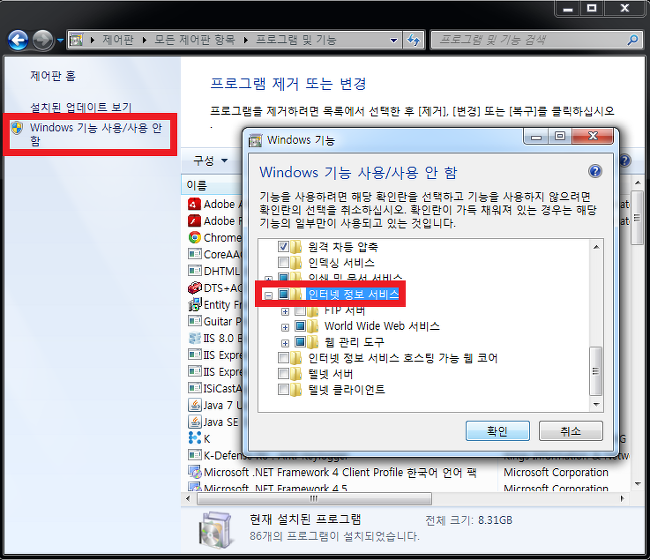 제어판 ▸ 모든 제어판 항목 ▸ 프로그램 및 기능
프로그램 및 기능 검색
제어판 홈
설치된 업데이트 보기
Windows 기능 사용/사용 안
함
프로그램 제거 또는 변경
프로그램을 제거하려면 목록에서 선택한 후 [제거], [변경] 또는 [복구]를 클릭하십시오
.
구성
이름
Adobe A
Adobe F
Chrome
CoreAA
DHTML
DTS+AC
Entity Fr
Guitar P
IIS 8.0 E
IIS Expre
IIS Expre
ISiCastA
Java 7 U
Java SE
K
K-Defen
Microsoft .NET Framework 4 Client Profile 한국어 언어 팩
Microsoft Corporation
Microsoft .NET Framework 4.5
Microsoft Corporation
Windows 기능
Windows 기능 사용/사용 안 함
기능을 사용하려면 해당 확인란을 선택하고 기능을 사용하지 않으려면
확인란의 선택을 취소하십시오. 확인란이 가득 채워져 있는 경우는 해당
기능의 일부만이 사용되고 있는 것입니다.
원격 차등 압축
인덱싱 서비스
인쇄 및 문서 서비스
인터넷 정보 서비스
FTP 서버
World Wide Web 서비스
웹 관리 도구
인터넷 정보 서비스 호스팅 가능 웹 코어
텔넷 서버
텔넷 클라이언트
확인
취소
현재 설치된 프로그램
전체 크기: 8.31GB
86개의 프로그램이 설치되었습니다.